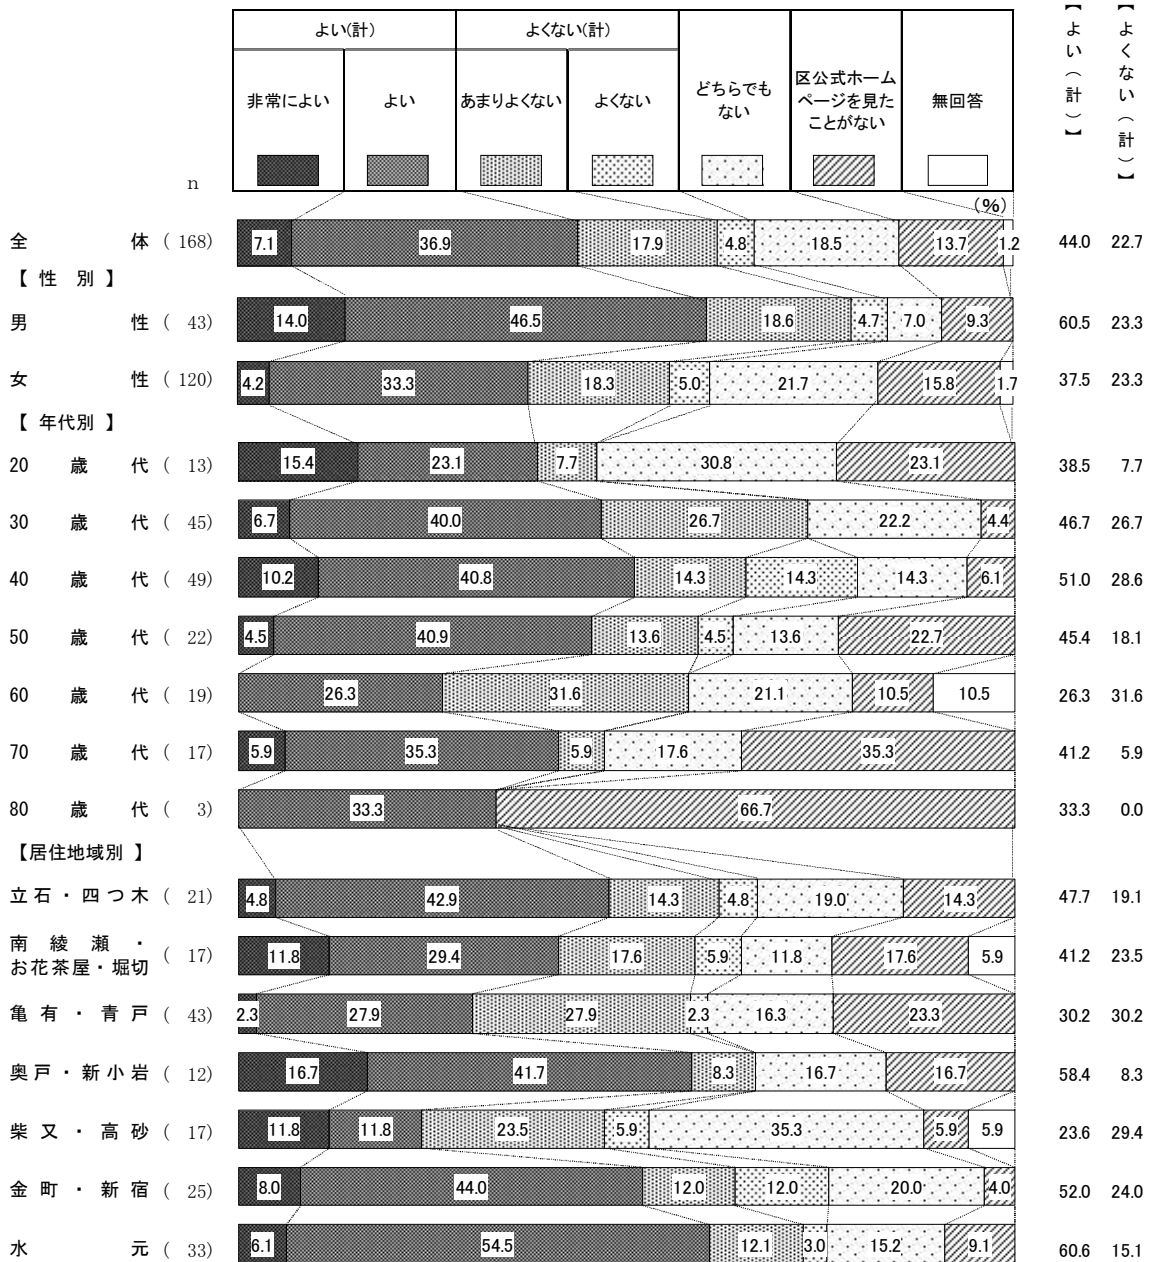 よい(計) よくない(計)
非常によい よい あまりよくない よくない どちらでもない 区公式ホームページを見たことがない 無回答
【よい(計)】 【よくない(計)】
n
(%)
全体 (168) 7.1 36.9 17.9 4.8 18.5 13.7 1.2 44.0 22.7
【性別】
男性 (43) 14.0 46.5 18.6 4.7 7.0 9.3 60.5 23.3
女性 (120) 4.2 33.3 18.3 5.0 21.7 15.8 1.7 37.5 23.3
【年代別】
20歳代 (13) 15.4 23.1 7.7 30.8 23.1 38.5 7.7
30歳代 (45) 6.7 40.0 26.7 22.2 4.4 46.7 26.7
40歳代 (49) 10.2 40.8 14.3 14.3 14.3 6.1 51.0 28.6
50歳代 (22) 4.5 40.9 13.6 4.5 13.6 22.7 45.4 18.1
60歳代 (19) 26.3 31.6 21.1 10.5 10.5 26.3 31.6
70歳代 (17) 5.9 35.3 5.9 17.6 35.3 41.2 5.9
80歳代 (3) 33.3 66.7 33.3 0.0
【居住地域別】
立石・四つ木 (21) 4.8 42.9 14.3 4.8 19.0 14.3 47.7 19.1
南綾瀬・
お花茶屋・堀切 (17) 11.8 29.4 17.6 5.9 11.8 17.6 5.9 41.2 23.5
亀有・青戸 (43) 2.3 27.9 27.9 2.3 16.3 23.3 30.2 30.2
奥戸・新小岩 (12) 16.7 41.7 8.3 16.7 16.7 58.4 8.3
柴又・高砂 (17) 11.8 11.8 23.5 5.9 35.3 5.9 5.9 23.6 29.4
金町・新宿 (25) 8.0 44.0 12.0 12.0 20.0 4.0 52.0 24.0
水元 (33) 6.1 54.5 12.1 3.0 15.2 9.1 60.6 15.1